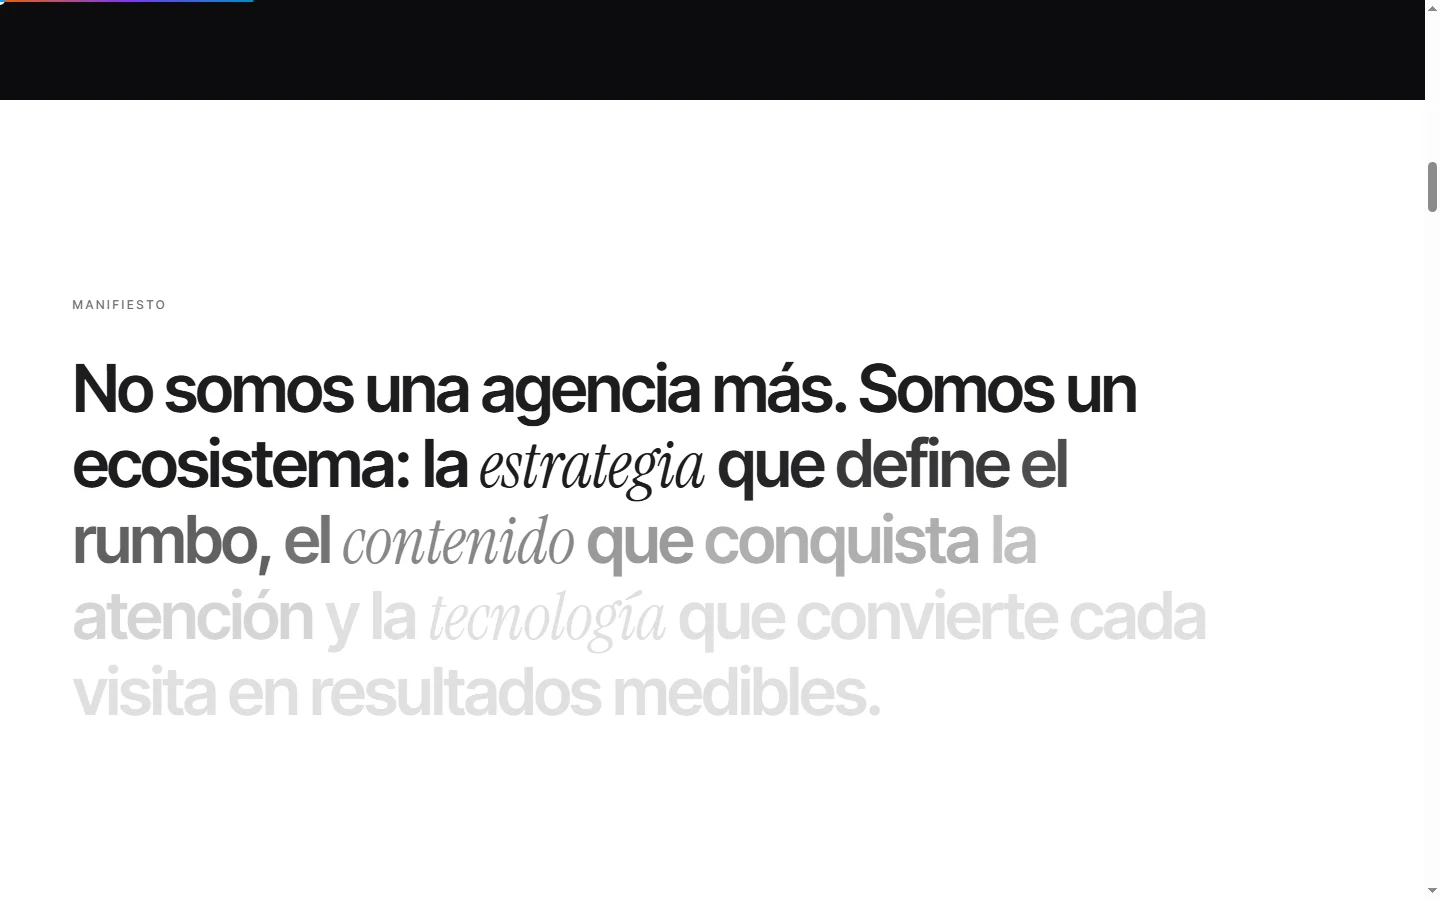 MANIFIESTO
No somos una agencia más. Somos un
ecosistema: la estrategia que define el
rumbo, el contenido que conquista la
atención y la tecnología que convierte cada
visita en resultados medibles.